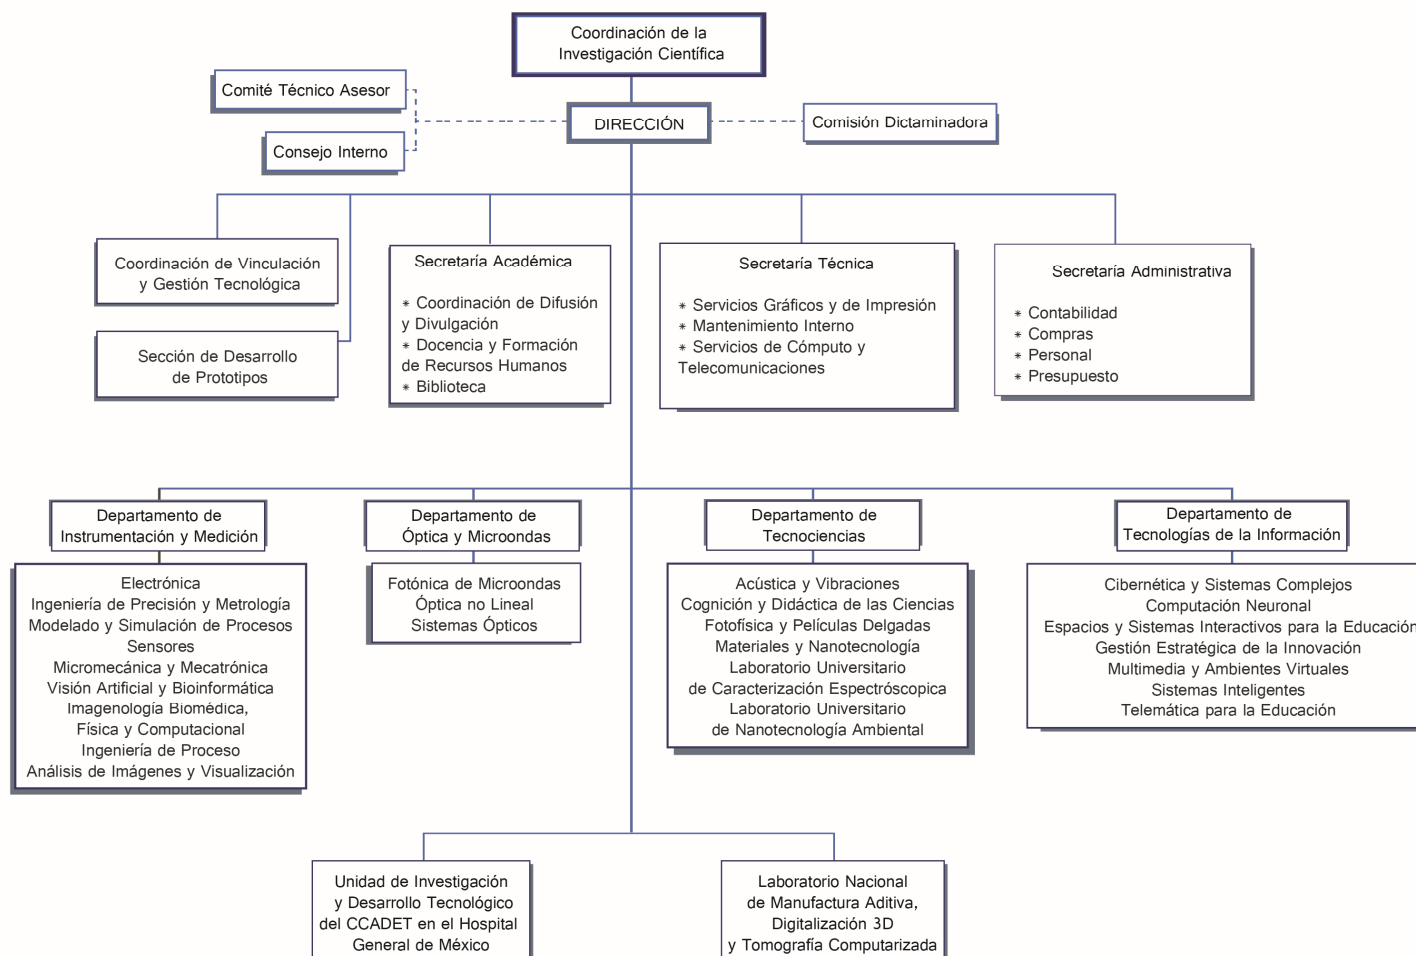 Coordinación de la
Investigación Científica
Comité Técnico Asesor
DIRECCIÓN
Comisión Dictaminadora
Consejo Interno
Coordinación de Vinculación
y Gestión Tecnológica
Sección de Desarrollo
de Prototipos
Secretaría Académica
* Coordinación de Difusión
y Divulgación
* Docencia y Formación
de Recursos Humanos
* Biblioteca
Secretaría Técnica
* Servicios Gráficos y de Impresión
* Mantenimiento Interno
* Servicios de Cómputo y
Telecomunicaciones
Secretaría Administrativa
* Contabilidad
* Compras
* Personal
* Presupuesto
Departamento de
Instrumentación y Medición
Electrónica
Ingeniería de Precisión y Metrología
Modelado y Simulación de Procesos
Sensores
Micromecánica y Mecatrónica
Visión Artificial y Bioinformática
Imagenología Biomédica,
Física y Computacional
Ingeniería de Proceso
Análisis de Imágenes y Visualización
Departamento de
Óptica y Microondas
Fotónica de Microondas
Óptica no Lineal
Sistemas Ópticos
Departamento de
Tecnociencias
Acústica y Vibraciones
Cognición y Didáctica de las Ciencias
Fotofísica y Películas Delgadas
Materiales y Nanotecnología
Laboratorio Universitario
de Caracterización Espectróscopica
Laboratorio Universitario
de Nanotecnología Ambiental
Departamento de
Tecnologías de la Información
Cibernética y Sistemas Complejos
Computación Neuronal
Espacios y Sistemas Interactivos para la Educación
Gestión Estratégica de la Innovación
Multimedia y Ambientes Virtuales
Sistemas Inteligentes
Telemática para la Educación
Unidad de Investigación
y Desarrollo Tecnológico
del CCADET en el Hospital
General de México
Laboratorio Nacional
de Manufactura Aditiva,
Digitalización 3D
y Tomografía Computarizada